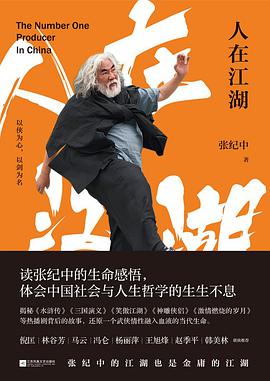 The Number One
Producer
In China
人在江湖
张纪中
著
以侠为心，以剑为名
人在
江湖
读张纪中的生命感悟，
体会中国社会与人生哲学的生生不息
揭秘《水浒传》《三国演义》《笑傲江湖》《神雕侠侣》《激情燃烧的岁月》
等热播剧背后的故事，还原一个武侠情怀融入血液的当代生命。
倪匡 林谷芳 马云 冯仑 杨丽萍 王旭烽 赵季平 韩美林
张纪中的江湖也是金庸的江湖